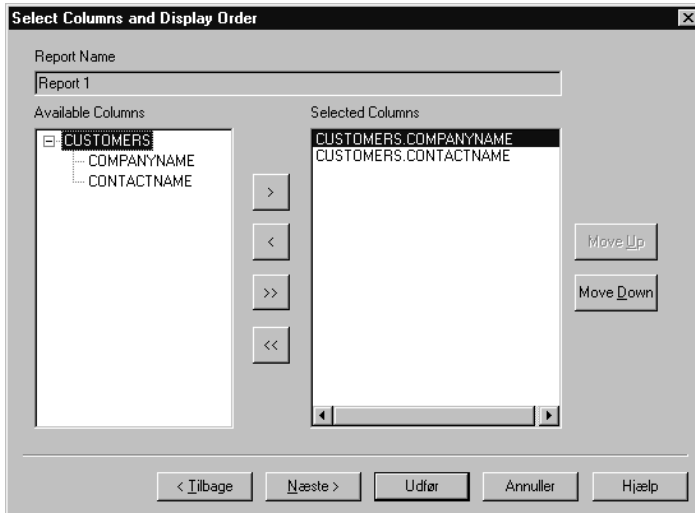 Select Columns and Display Order
Report Name
Report 1
Available Columns
CUSTOMERS
COMPANYNAME
CONTACTNAME
>
<
>>
<<
Selected Columns
CUSTOMERS.COMPANYNAME
CUSTOMERS.CONTACTNAME
Move Up
Move Down
< Tilbage
Næste >
Udfør
Annuller
Hjælp